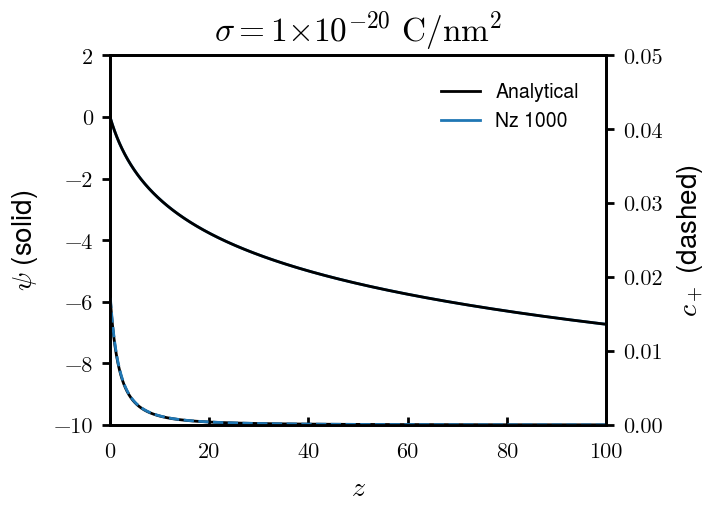 σ = 1×10⁻²⁰ C/nm²
2
0
−2
−4
−6
−8
−10
ψ (solid)
0.05
0.04
0.03
0.02
0.01
0.00
c₊ (dashed)
Analytical
Nz 1000
0 20 40 60 80 100
z